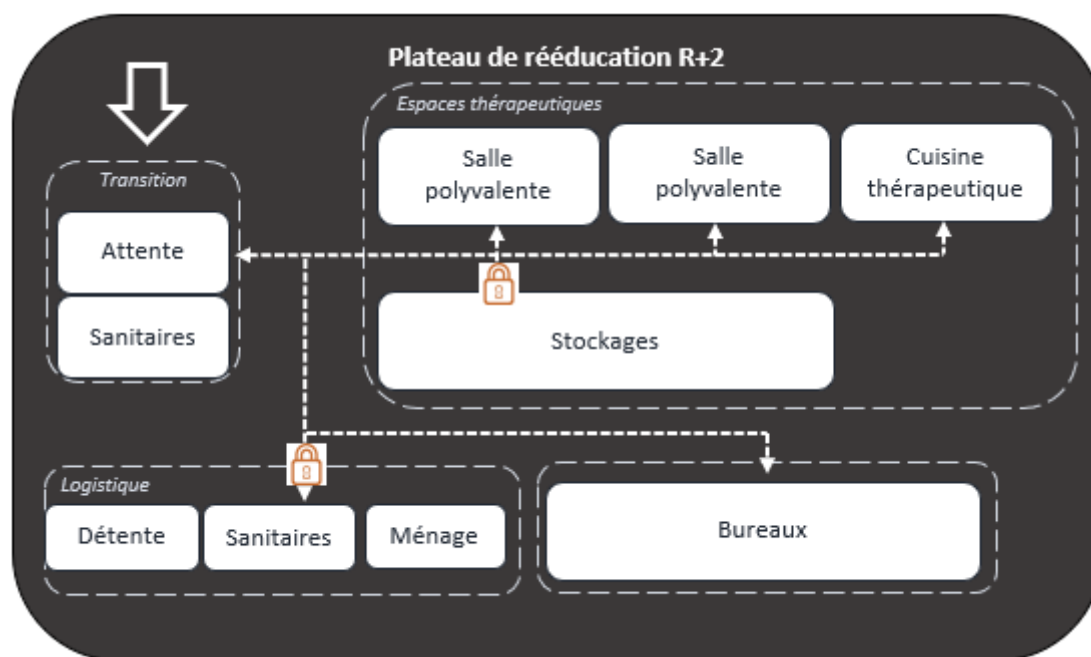 Plateau de rééducation R+2
Espaces thérapeutiques
Salle
polyvalente
Salle
polyvalente
Cuisine
thérapeutique
Transition
Attente
Sanitaires
Stockages
Logistique
Détente
Sanitaires
Ménage
Bureaux